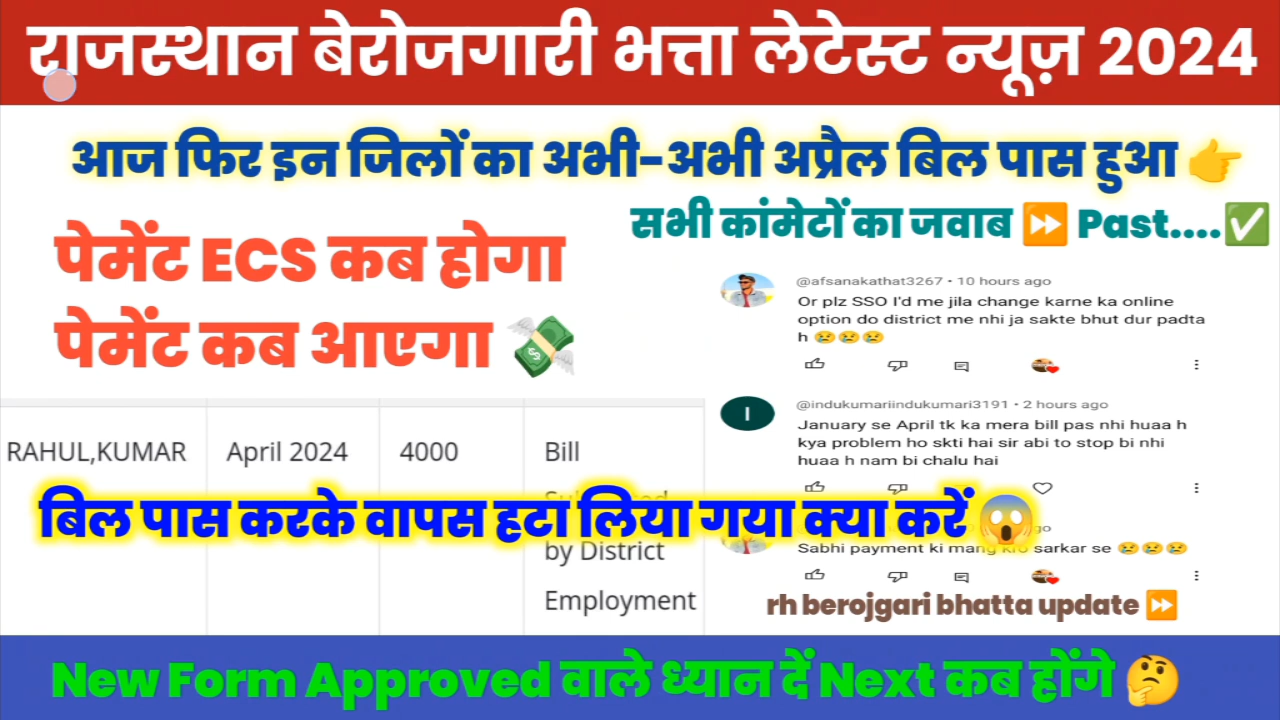 राजस्थान बेरोजगारी भत्ता लेटेस्ट न्यूज़ 2024
आज फिर इन जिलों का अभी-अभी अप्रैल बिल पास हुआ 👉
सभी कांमेटों का जवाब ⏩ Past....✅
पेमेंट ECS कब होगा
पेमेंट कब आएगा 💸
@afsanakathat3267 • 10 hours ago
Or plz SSO I'd me jila change karne ka online
option do district me nhi ja sakte bhut dur padta
h 😢😢😢
I
@indukumariindukumari3191 • 2 hours ago
January se April tk ka mera bill pas nhi huaa h
kya problem ho skti hai sir abi to stop bi nhi
huaa h nam bi chalu hai
RAHUL,KUMAR April 2024 4000 Bill
by District
Employment
बिल पास करके वापस हटा लिया गया क्या करें 😱
ago
Sabhi payment ki mang kro sarkar se 😢😢😢
rh berojgari bhatta update ⏩
New Form Approved वाले ध्यान दें Next कब होंगे 🤔